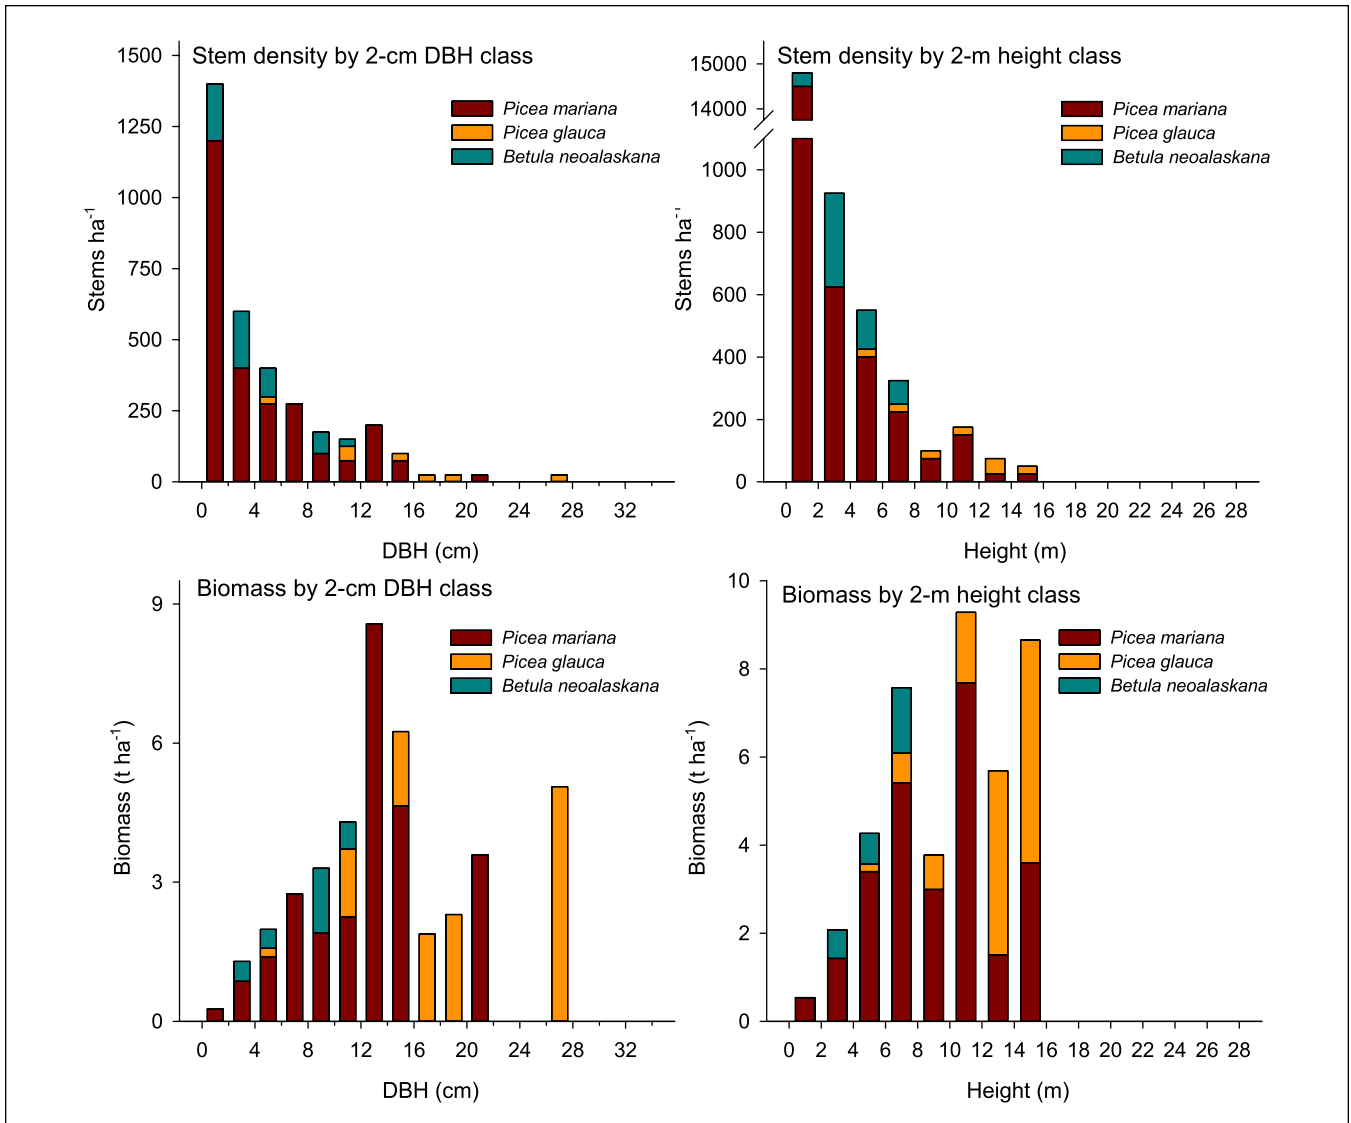 Stem density by 2-cm DBH class
Picea mariana
Picea glauca
Betula neoalaskana
1500
1250
1000
750
500
250
0
Stems ha-1
0 4 8 12 16 20 24 28 32
DBH (cm)
Stem density by 2-m height class
Picea mariana
Picea glauca
Betula neoalaskana
15000
14000
1000
800
600
400
200
0
Stems ha-1
0 2 4 6 8 10 12 14 16 18 20 22 24 26 28
Height (m)
Biomass by 2-cm DBH class
Picea mariana
Picea glauca
Betula neoalaskana
9
6
3
0
Biomass (t ha-1)
0 4 8 12 16 20 24 28 32
DBH (cm)
Biomass by 2-m height class
Picea mariana
Picea glauca
Betula neoalaskana
10
8
6
4
2
0
Biomass (t ha-1)
0 2 4 6 8 10 12 14 16 18 20 22 24 26 28
Height (m)